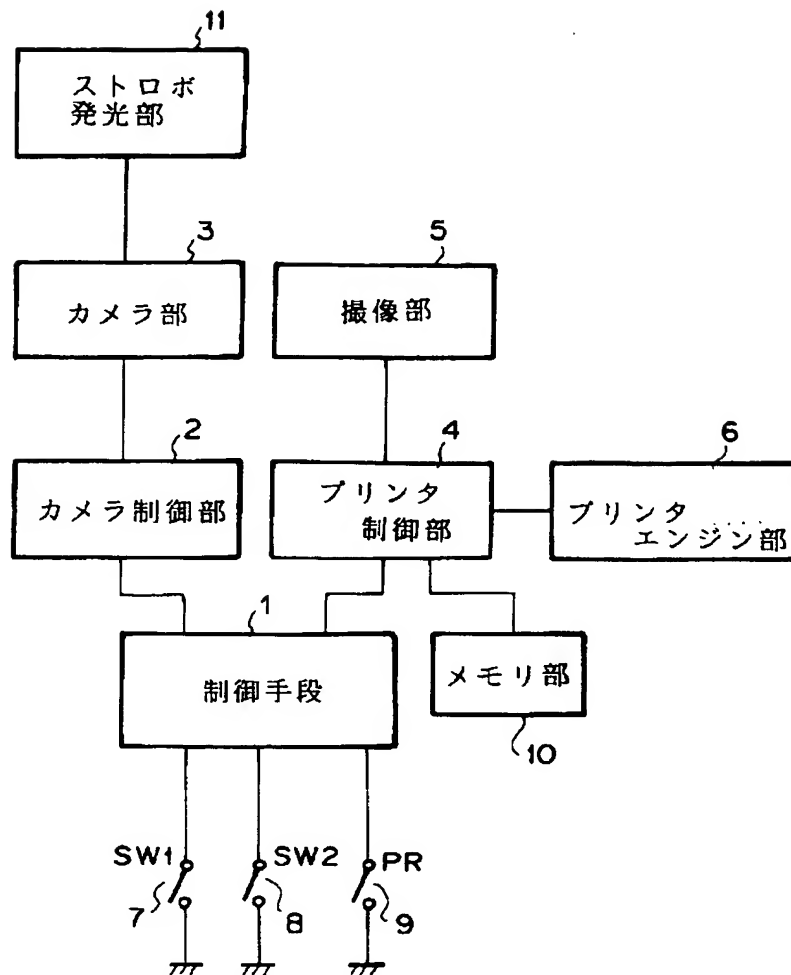 11
ストロボ
発光部
3
カメラ部
5
撮像部
2
カメラ制御部
4
プリンタ
制御部
6
プリンタ
エンジン部
1
制御手段
メモリ部
10
SW1
SW2
PR
7
8
9